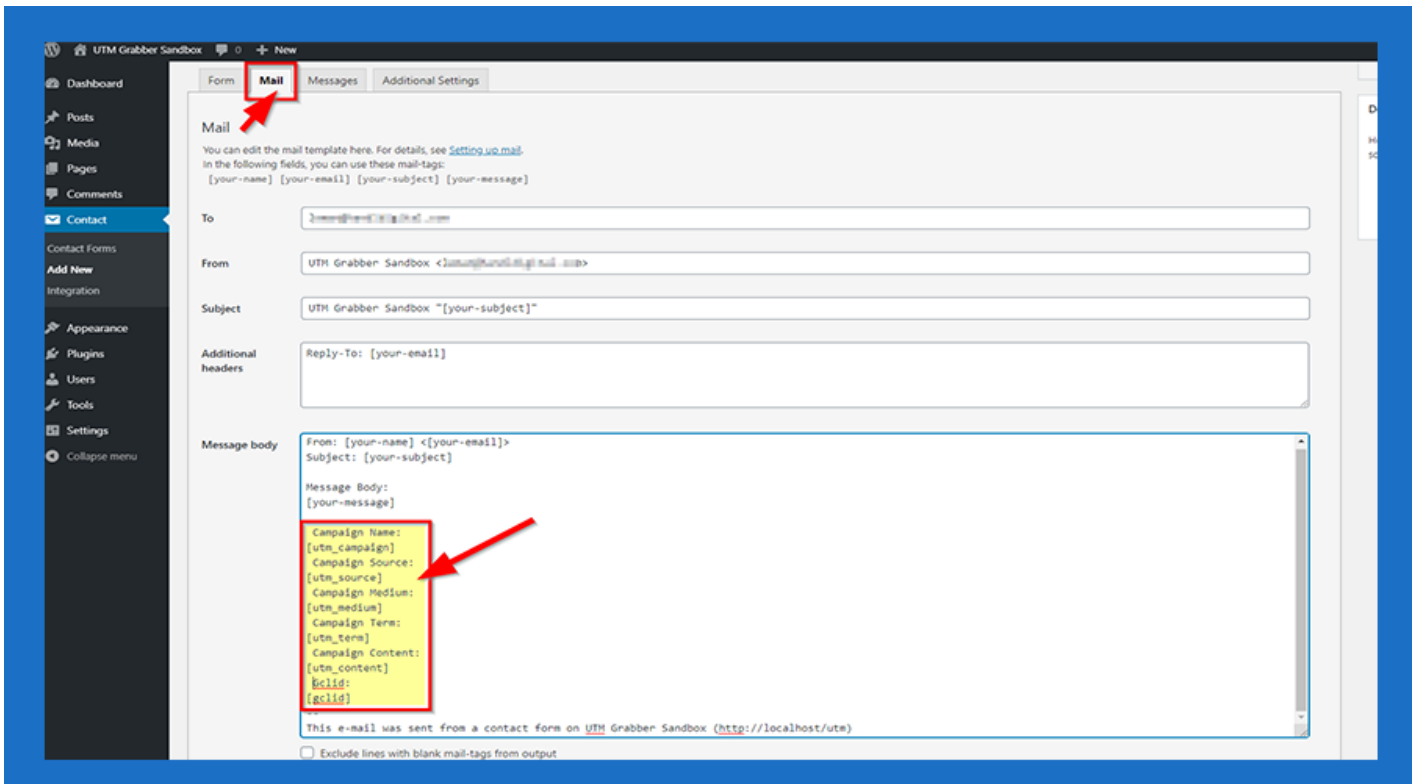 UTM Grabber Sandbox 0 + New
Dashboard
Posts
Media
Pages
Comments
Contact
Contact Forms
Add New
Integration
Appearance
Plugins
Users
Tools
Settings
Collapse menu
Form Mail Messages Additional Settings
Mail
You can edit the mail template here. For details, see Setting up mail.
In the following fields, you can use these mail-tags:
[your-name] [your-email] [your-subject] [your-message]
To
From UTM Grabber Sandbox <
Subject UTM Grabber Sandbox "[your-subject]"
Additional headers Reply-To: [your-email]
Message body
From: [your-name] <[your-email]>
Subject: [your-subject]
Message Body:
[your-message]
Campaign Name:
[utm_campaign]
Campaign Source:
[utm_source]
Campaign Medium:
[utm_medium]
Campaign Term:
[utm_term]
Campaign Content:
[utm_content]
Gclid:
[gclid]
--
This e-mail was sent from a contact form on UTM Grabber Sandbox (http://localhost/utm)
Exclude lines with blank mail-tags from output